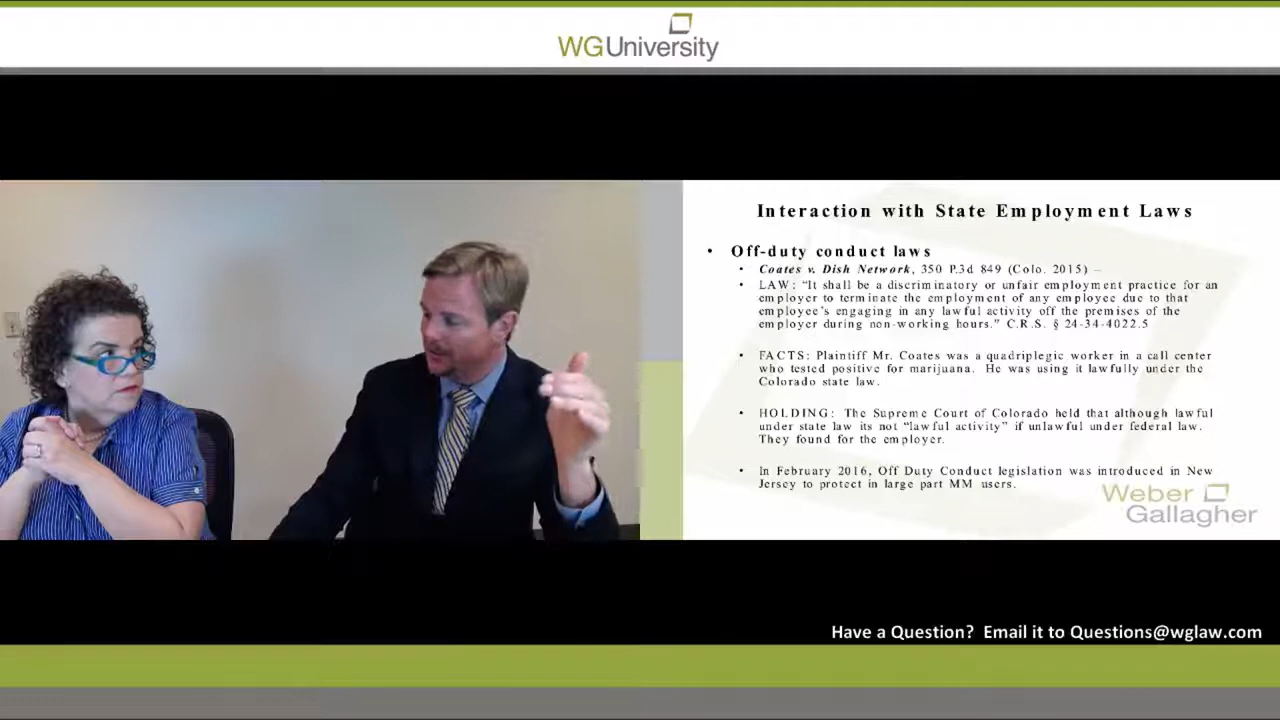 WGUniversity
Interaction with State Employment Laws
• Off-duty conduct laws
• Coates v. Dish Network, 350 P.3d 849 (Colo. 2015) –
• LAW: “It shall be a discriminatory or unfair employment practice for an
employer to terminate the employment of any employee due to that
employee’s engaging in any lawful activity off the premises of the
employer during non-working hours.” C.R.S. § 24-34-4022.5
• FACTS: Plaintiff Mr. Coates was a quadriplegic worker in a call center
who tested positive for marijuana. He was using it lawfully under the
Colorado state law.
• HOLDING: The Supreme Court of Colorado held that although lawful
under state law its not “lawful activity” if unlawful under federal law.
They found for the employer.
• In February 2016, Off Duty Conduct legislation was introduced in New
Jersey to protect in large part MM users.
Weber
Gallagher
Have a Question? Email it to Questions@wglaw.com